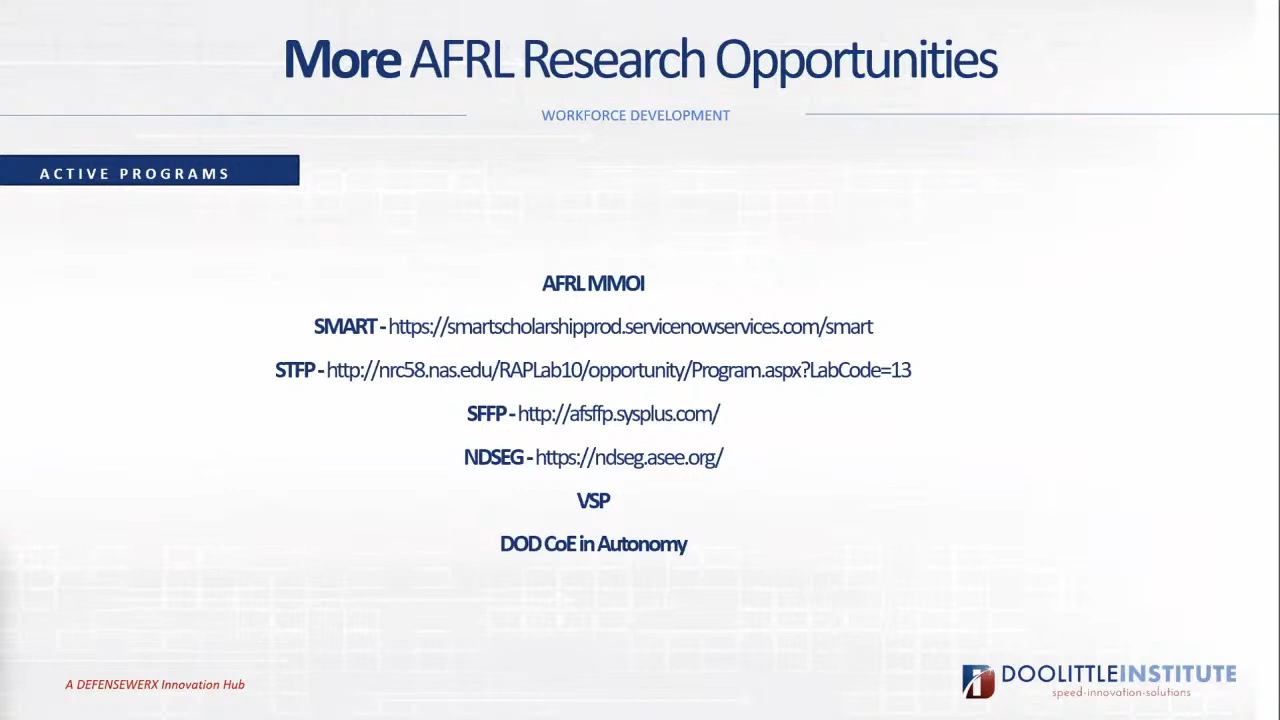 More AFRL Research Opportunities
WORKFORCE DEVELOPMENT
ACTIVE PROGRAMS
AFRL MMOI
SMART - https://smartscholarshipprod.servicenowservices.com/smart
STFP - http://nrc58.nas.edu/RAPLab10/opportunity/Program.aspx?LabCode=13
SFFP - http://afsffp.sysplus.com/
NDSEG - https://ndseg.asee.org/
VSP
DOD CoE in Autonomy
A DEFENSEWERX Innovation Hub
DOOLITTLEINSTITUTE
speed-innovation-solutions